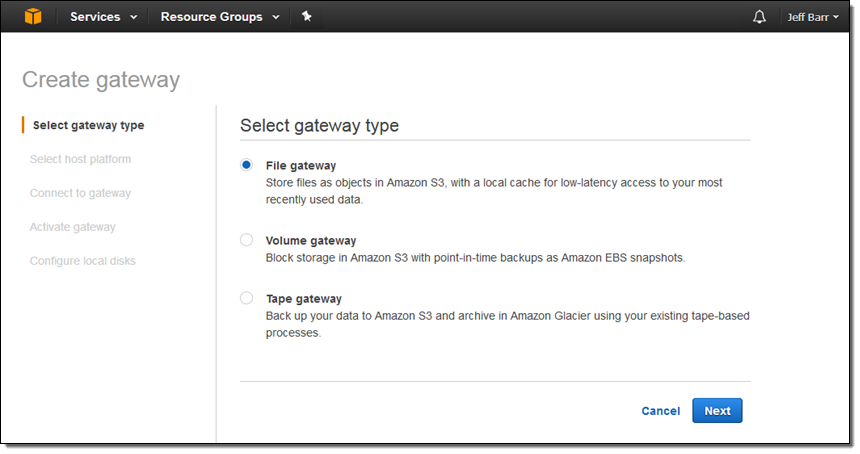 Services
Resource Groups
Jeff Barr
Create gateway
Select gateway type
Select host platform
Connect to gateway
Activate gateway
Configure local disks
Select gateway type
File gateway
Store files as objects in Amazon S3, with a local cache for low-latency access to your most
recently used data.
Volume gateway
Block storage in Amazon S3 with point-in-time backups as Amazon EBS snapshots.
Tape gateway
Back up your data to Amazon S3 and archive in Amazon Glacier using your existing tape-based
processes.
Cancel
Next